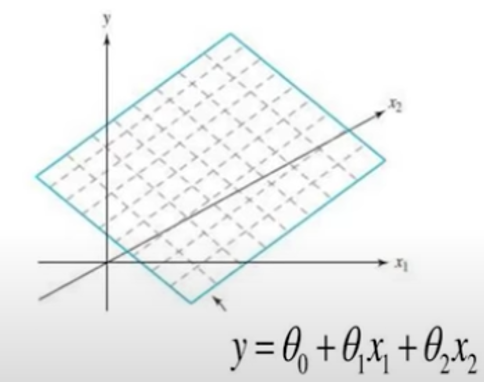 y
x₂
x₁
y = θ₀ + θ₁x₁ + θ₂x₂